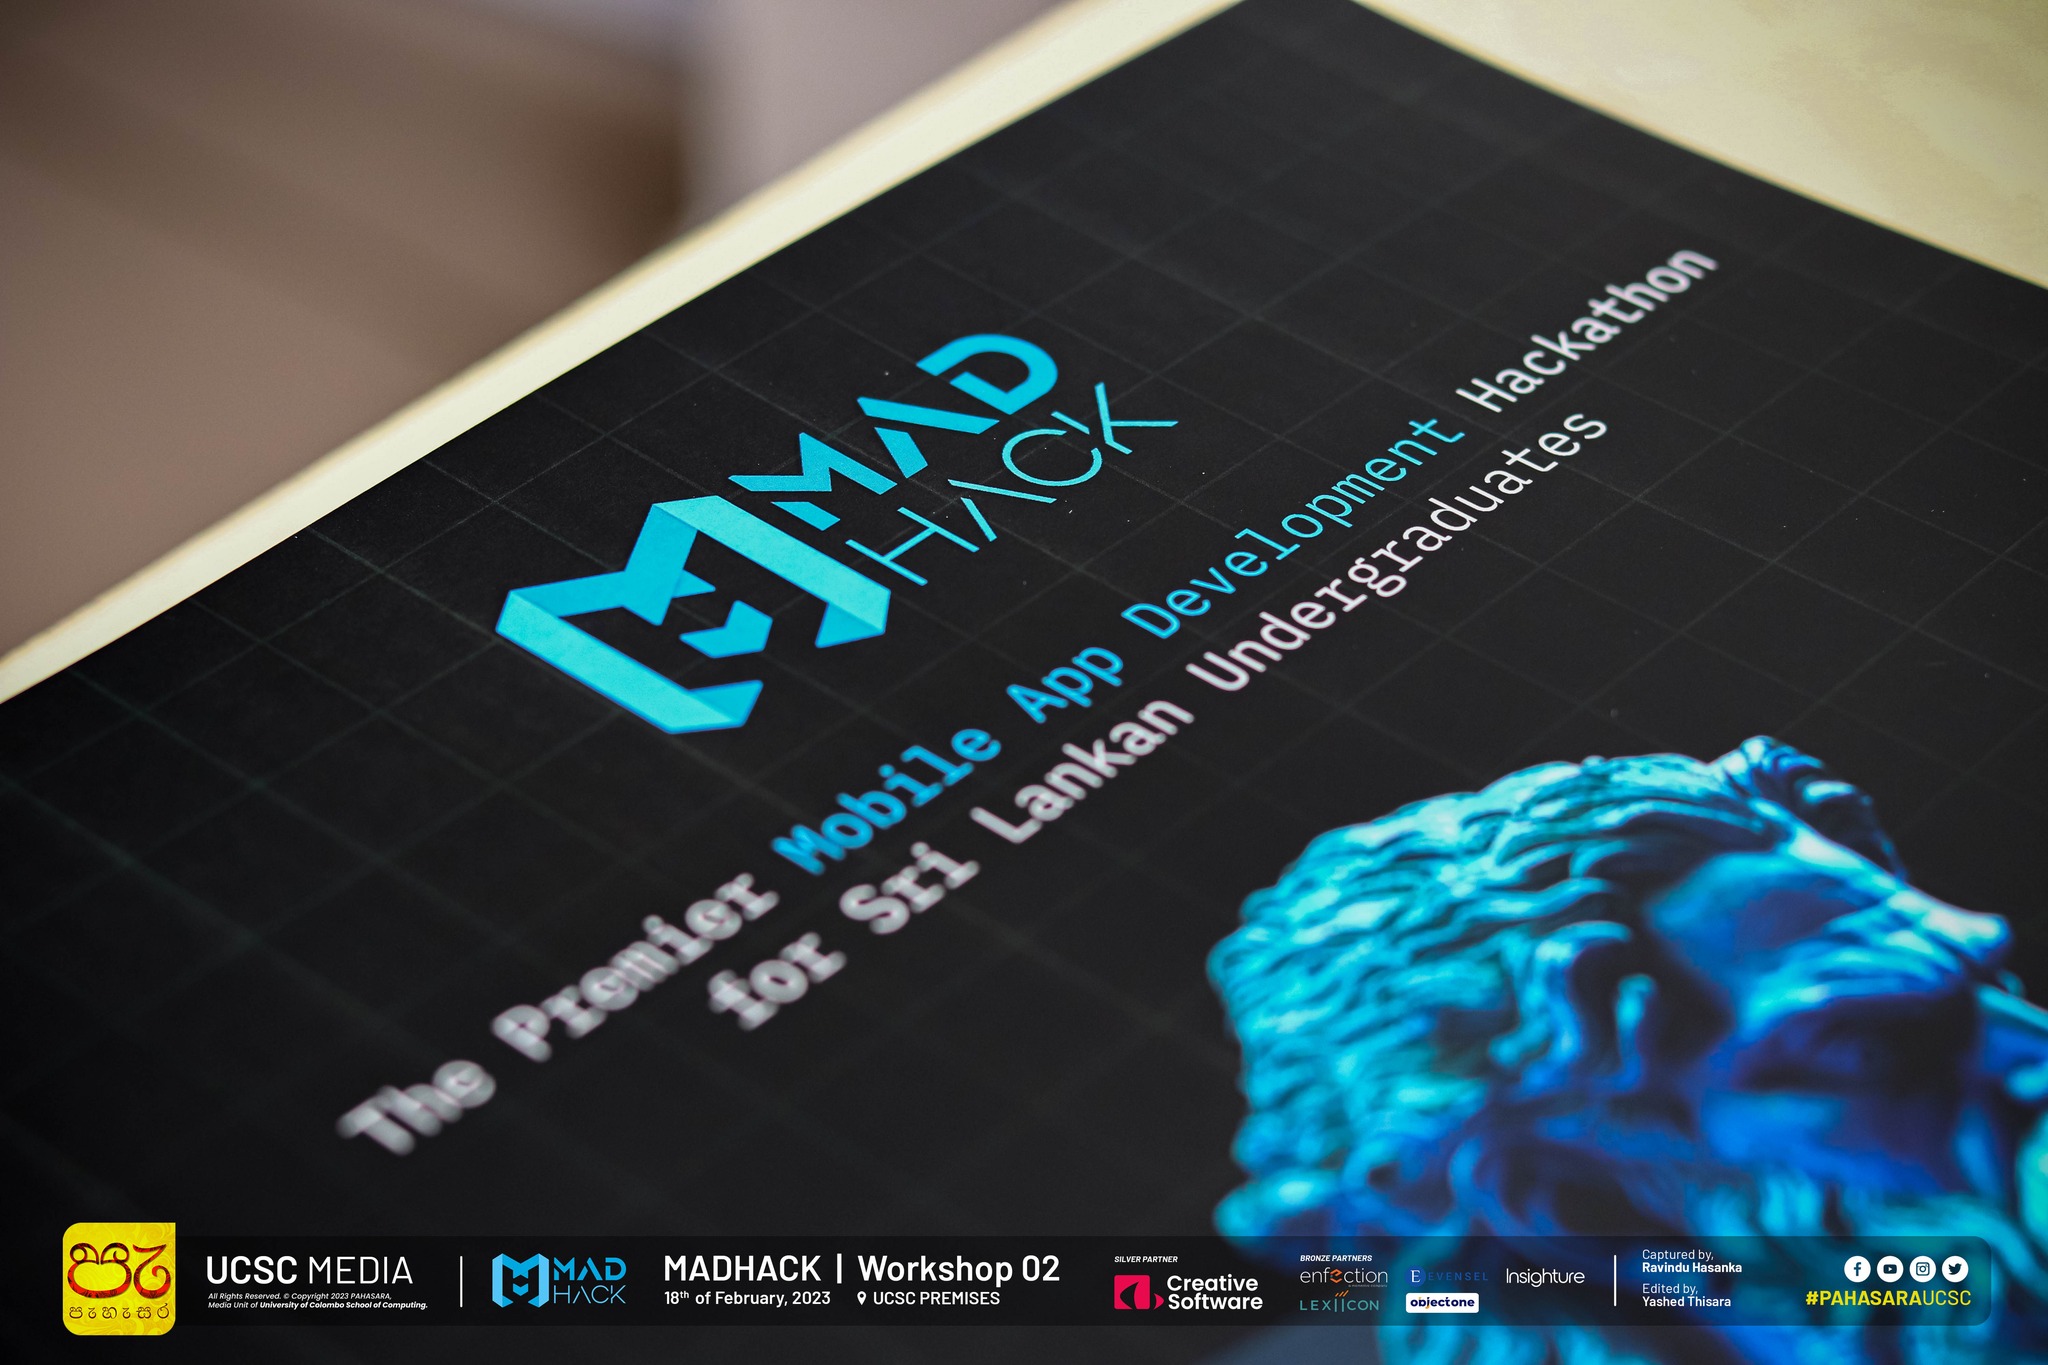 MAD
HACK
The Premier Mobile App Development Hackathon
for Sri Lankan Undergraduates
පැ
පැහැසර
UCSC MEDIA
All Rights Reserved. © Copyright 2023 PAHASARA,
Media Unit of University of Colombo School of Computing.
MAD
HACK
MADHACK | Workshop 02
18th of February, 2023
UCSC PREMISES
SILVER PARTNER
Creative
Software
BRONZE PARTNERS
enfection
EEVENSEL
Insighture
LEXIICON
objectone
Captured by,
Ravindu Hasanka
Edited by,
Yashed Thisara
#PAHASARAUCSC